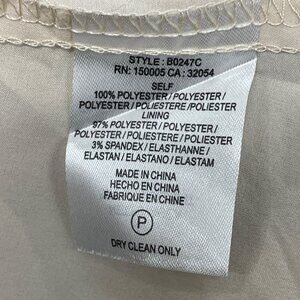 STYLE : B0247C
RN: 150005 CA : 32054
SELF
100% POLYESTER / POLYESTER /
POLYESTER / POLIESTERE /POLIESTER
LINING
97% POLYESTER / POLYESTER /
POLYESTER / POLIESTERE / POLIESTER
3% SPANDEX / ELASTHANNE /
ELASTAN / ELASTANO / ELASTAM
MADE IN CHINA
HECHO EN CHINA
FABRIQUE EN CHINE
P
DRY CLEAN ONLY